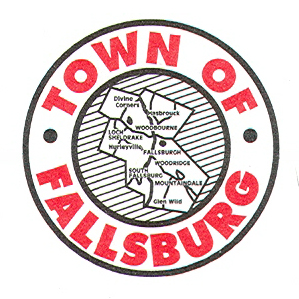 TOWN OF
Divine
Corners
Hasbrouck
WOODBOURNE
LOCH
SHELDRAKE
Hurleyville
FALLSBURGH
WOODRIDGE
SOUTH
FALLSBURG
MOUNTAINDALE
Glen Wild
FALLSBURG